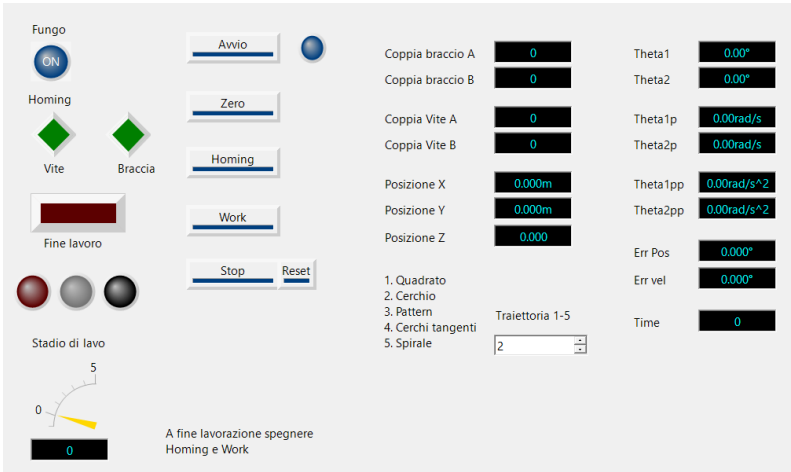 Fungo
ON
Homing
Vite
Braccia
Fine lavoro
Stadio di lavo
5
0
0
Avvio
Zero
Homing
Work
Stop
Reset
A fine lavorazione spegnere
Homing e Work
Coppia braccio A 0
Coppia braccio B 0
Coppia Vite A 0
Coppia Vite B 0
Posizione X 0.000m
Posizione Y 0.000m
Posizione Z 0.000
1. Quadrato
2. Cerchio
3. Pattern
4. Cerchi tangenti
5. Spirale
Traiettoria 1-5
2
Theta1 0.00°
Theta2 0.00°
Theta1p 0.00rad/s
Theta2p 0.00rad/s
Theta1pp 0.00rad/s^2
Theta2pp 0.00rad/s^2
Err Pos 0.000°
Err vel 0.000°
Time 0